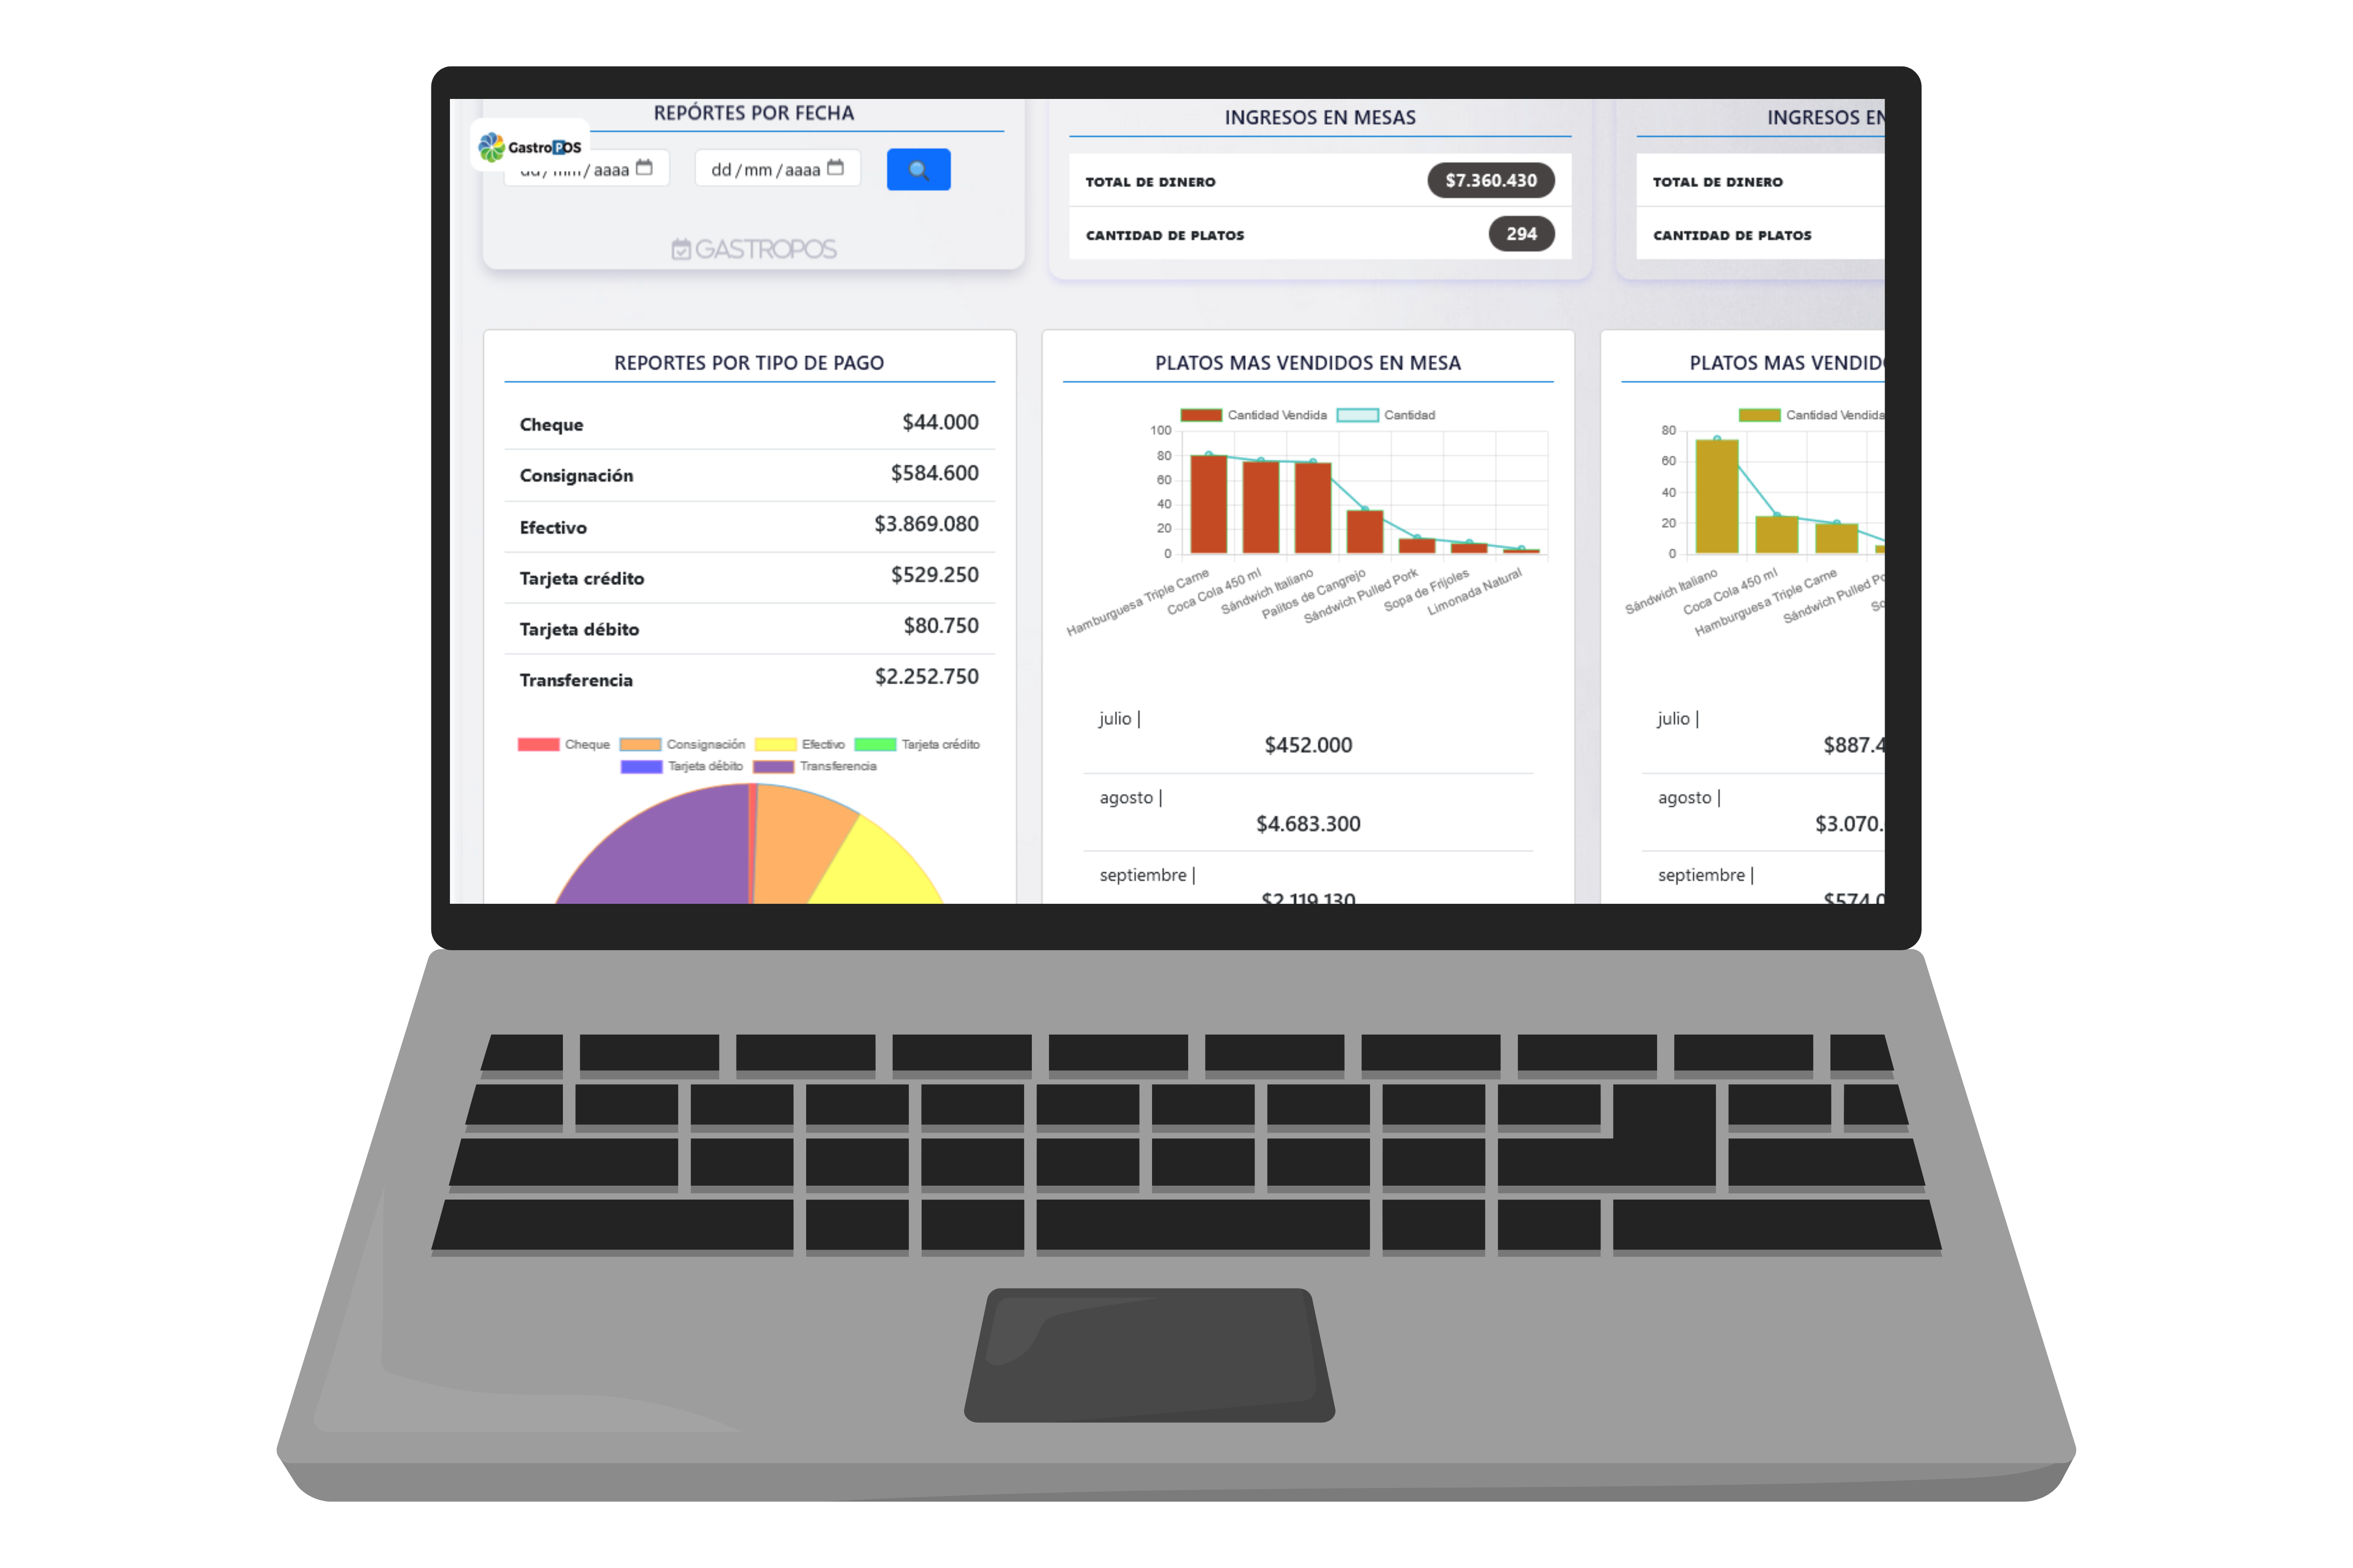 REPÓRTES POR FECHA
GastroPOS
dd/mm/aaaa
dd/mm/aaaa
GASTROPOS
INGRESOS EN MESAS
TOTAL DE DINERO $7.360.430
CANTIDAD DE PLATOS 294
INGRESOS EN
TOTAL DE DINERO
CANTIDAD DE PLATOS
REPORTES POR TIPO DE PAGO
Cheque $44.000
Consignación $584.600
Efectivo $3.869.080
Tarjeta crédito $529.250
Tarjeta débito $80.750
Transferencia $2.252.750
Cheque Consignación Efectivo Tarjeta crédito
Tarjeta débito Transferencia
PLATOS MAS VENDIDOS EN MESA
Cantidad Vendida Cantidad
100
80
60
40
20
0
Hamburguesa Triple Carne
Coca Cola 450 ml
Sándwich Italiano
Palitos de Cangrejo
Sándwich Pulled Pork
Sopa de Frijoles
Limonada Natural
julio |
$452.000
agosto |
$4.683.300
septiembre |
$2.119.130
PLATOS MAS VENDIDO
Cantidad Vendida
80
60
40
20
0
Sándwich Italiano
Coca Cola 450 ml
Hamburguesa Triple Carne
Sándwich Pulled Po
So
julio |
$887.4
agosto |
$3.070.
septiembre |
$574.0